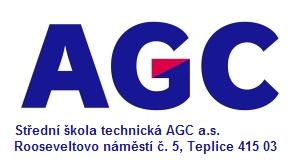 AGC
Střední škola technická AGC a.s.
Rooseveltovo náměstí č. 5, Teplice 415 03